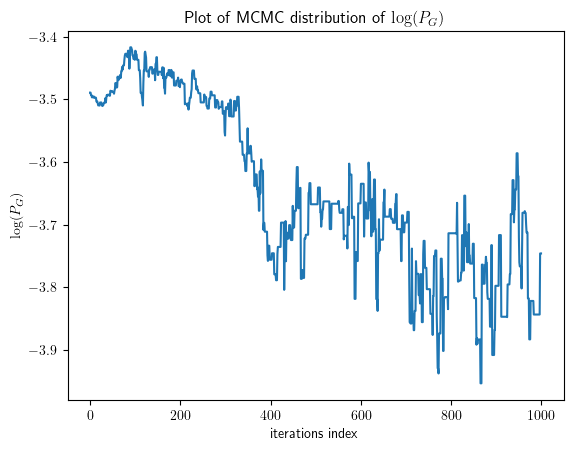 Plot of MCMC distribution of log(P_G)
−3.4
−3.5
−3.6
−3.7
−3.8
−3.9
log(P_G)
0 200 400 600 800 1000
iterations index